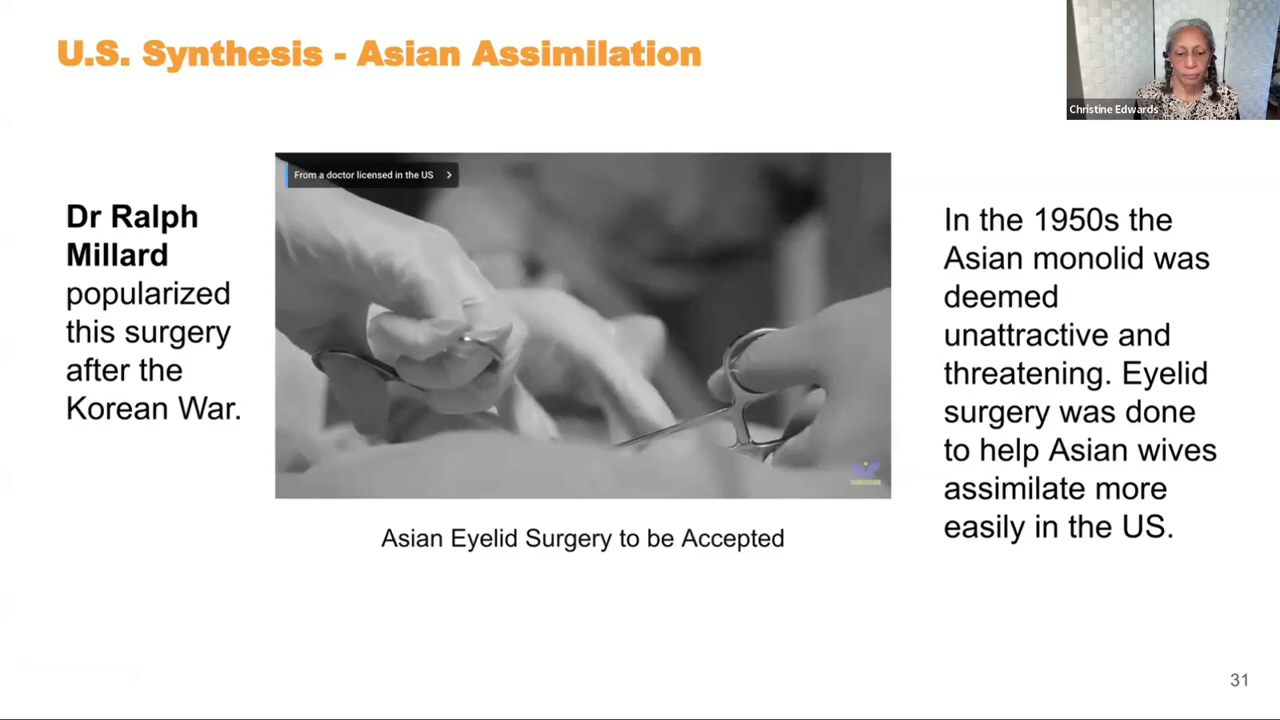 U.S. Synthesis - Asian Assimilation
Christine Edwards
Dr Ralph
Millard
popularized
this surgery
after the
Korean War.
From a doctor licensed in the US
SUBSCRIBE
Asian Eyelid Surgery to be Accepted
In the 1950s the
Asian monolid was
deemed
unattractive and
threatening. Eyelid
surgery was done
to help Asian wives
assimilate more
easily in the US.
31